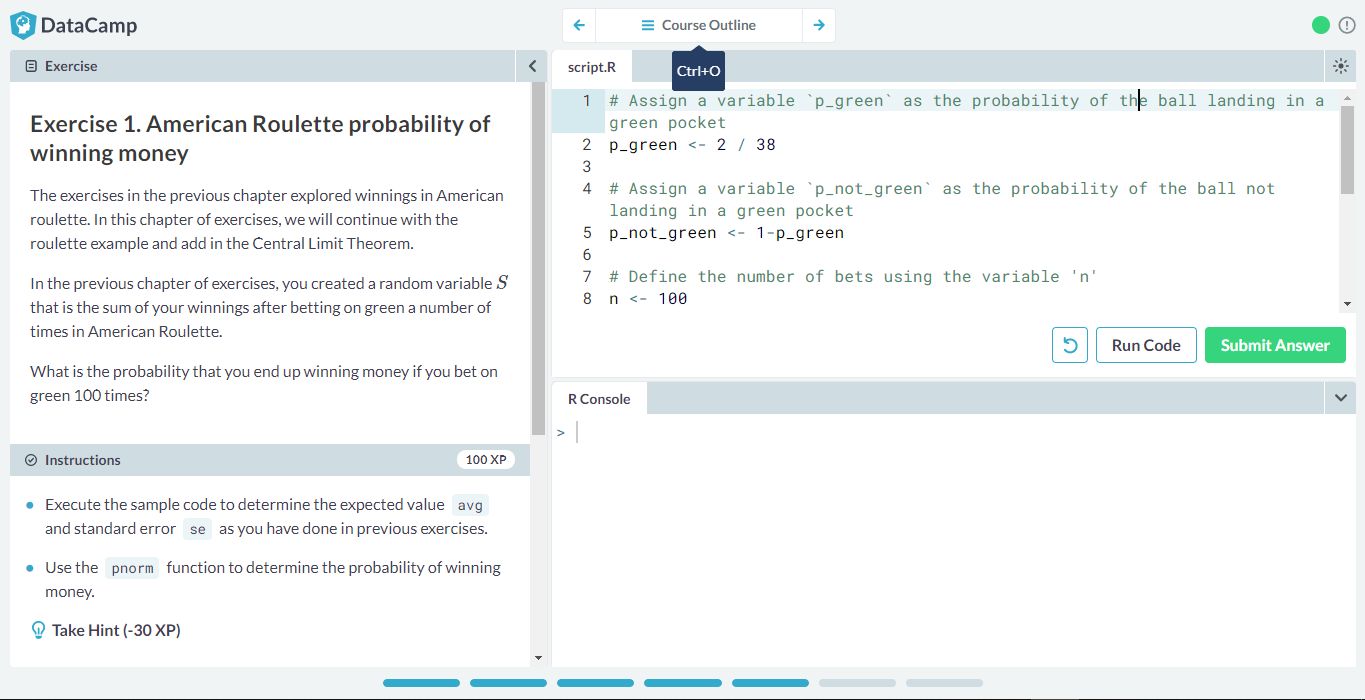 DataCamp
Course Outline
Ctrl+O
Exercise
Exercise 1. American Roulette probability of
winning money
The exercises in the previous chapter explored winnings in American
roulette. In this chapter of exercises, we will continue with the
roulette example and add in the Central Limit Theorem.
In the previous chapter of exercises, you created a random variable S
that is the sum of your winnings after betting on green a number of
times in American Roulette.
What is the probability that you end up winning money if you bet on
green 100 times?
Instructions
100 XP
Execute the sample code to determine the expected value avg
and standard error se as you have done in previous exercises.
Use the pnorm function to determine the probability of winning
money.
Take Hint (-30 XP)
script.R
1 # Assign a variable `p_green` as the probability of the ball landing in a
green pocket
2 p_green <- 2 / 38
3
4 # Assign a variable `p_not_green` as the probability of the ball not
landing in a green pocket
5 p_not_green <- 1-p_green
6
7 # Define the number of bets using the variable 'n'
8 n <- 100
Run Code
Submit Answer
R Console
>